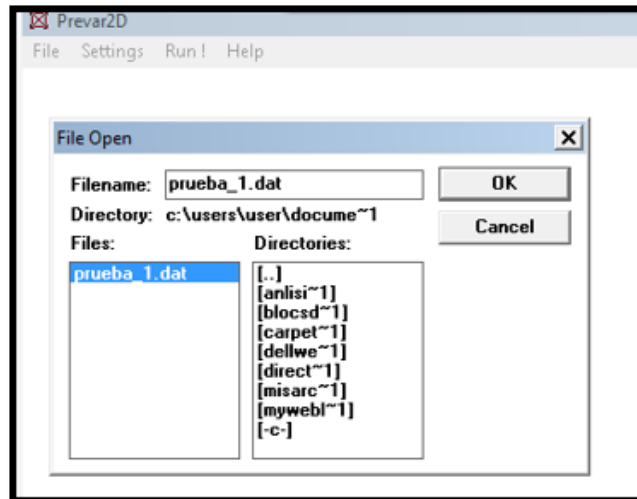 Prevar2D
File Settings Run! Help
File Open
Filename: prueba_1.dat OK
Directory: c:\users\user\docume~1 Cancel
Files: Directories:
prueba_1.dat [..]
[anlisi~1]
[blocsd~1]
[carpet~1]
[dellwe~1]
[direct~1]
[misarc~1]
[mywebl~1]
[-c-]